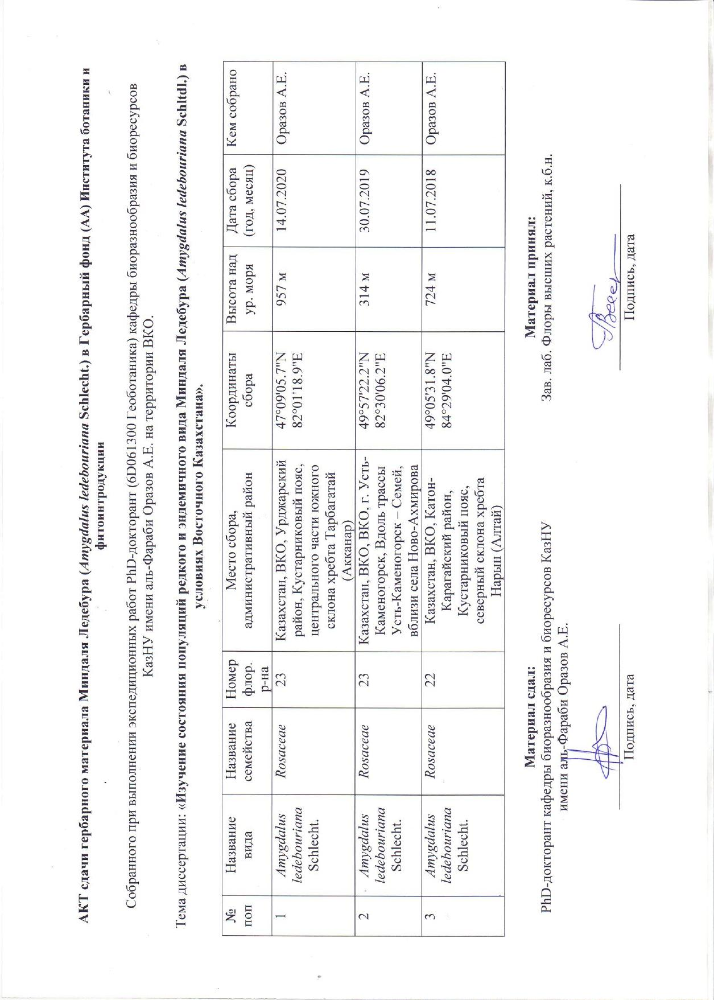 АКТ сдачи гербарного материала Миндаля Ледебура (Amygdalus ledebouriana Schlecht.) в Гербарный фонд (АА) Института ботаники и
фитоинтродукции
Собранного при выполнении экспедиционных работ PhD-докторант (6D061300 Геоботаника) кафедры биоразнообразия и биоресурсов
КазНУ имени аль-Фараби Оразов А.Е. на территории ВКО.
Тема диссертации: «Изучение состояния популяций редкого и эндемичного вида Миндаля Ледебура (Amygdalus ledebouriana Schltdl.) в
условиях Восточного Казахстана».
№ поп
Название вида
Название семейства
Номер флор. р-на
Место сбора, административный район
Координаты сбора
Высота над ур. моря
Дата сбора (год, месяц)
Кем собрано
1
Amygdalus
ledebouriana
Schlecht.
Rosaceae
23
Казахстан, ВКО, Урджарский
район, Кустарниковый пояс,
центрального части южного
склона хребта Тарбагатай
(Акканар)
47°09'05.7"N
82°01'18.9"E
957 м
14.07.2020
Оразов А.Е.
2
Amygdalus
ledebouriana
Schlecht.
Rosaceae
23
Казахстан, ВКО, ВКО, г. Усть-
Каменогорск, Вдоль трассы
Усть-Каменогорск – Семей,
вблизи села Ново-Ахмирова
49°57'22.2"N
82°30'06.2"E
314 м
30.07.2019
Оразов А.Е.
3
Amygdalus
ledebouriana
Schlecht.
Rosaceae
22
Казахстан, ВКО, Катон-
Карагайский район,
Кустарниковый пояс,
северный склона хребта
Нарын (Алтай)
49°05'31.8"N
84°29'04.0"E
724 м
11.07.2018
Оразов А.Е.
Материал сдал:
PhD-докторант кафедры биоразнообразия и биоресурсов КазНУ
имени аль-Фараби Оразов А.Е.
Подпись, дата
Материал принял:
Зав. лаб. Флоры высших растений, к.б.н.
Подпись, дата